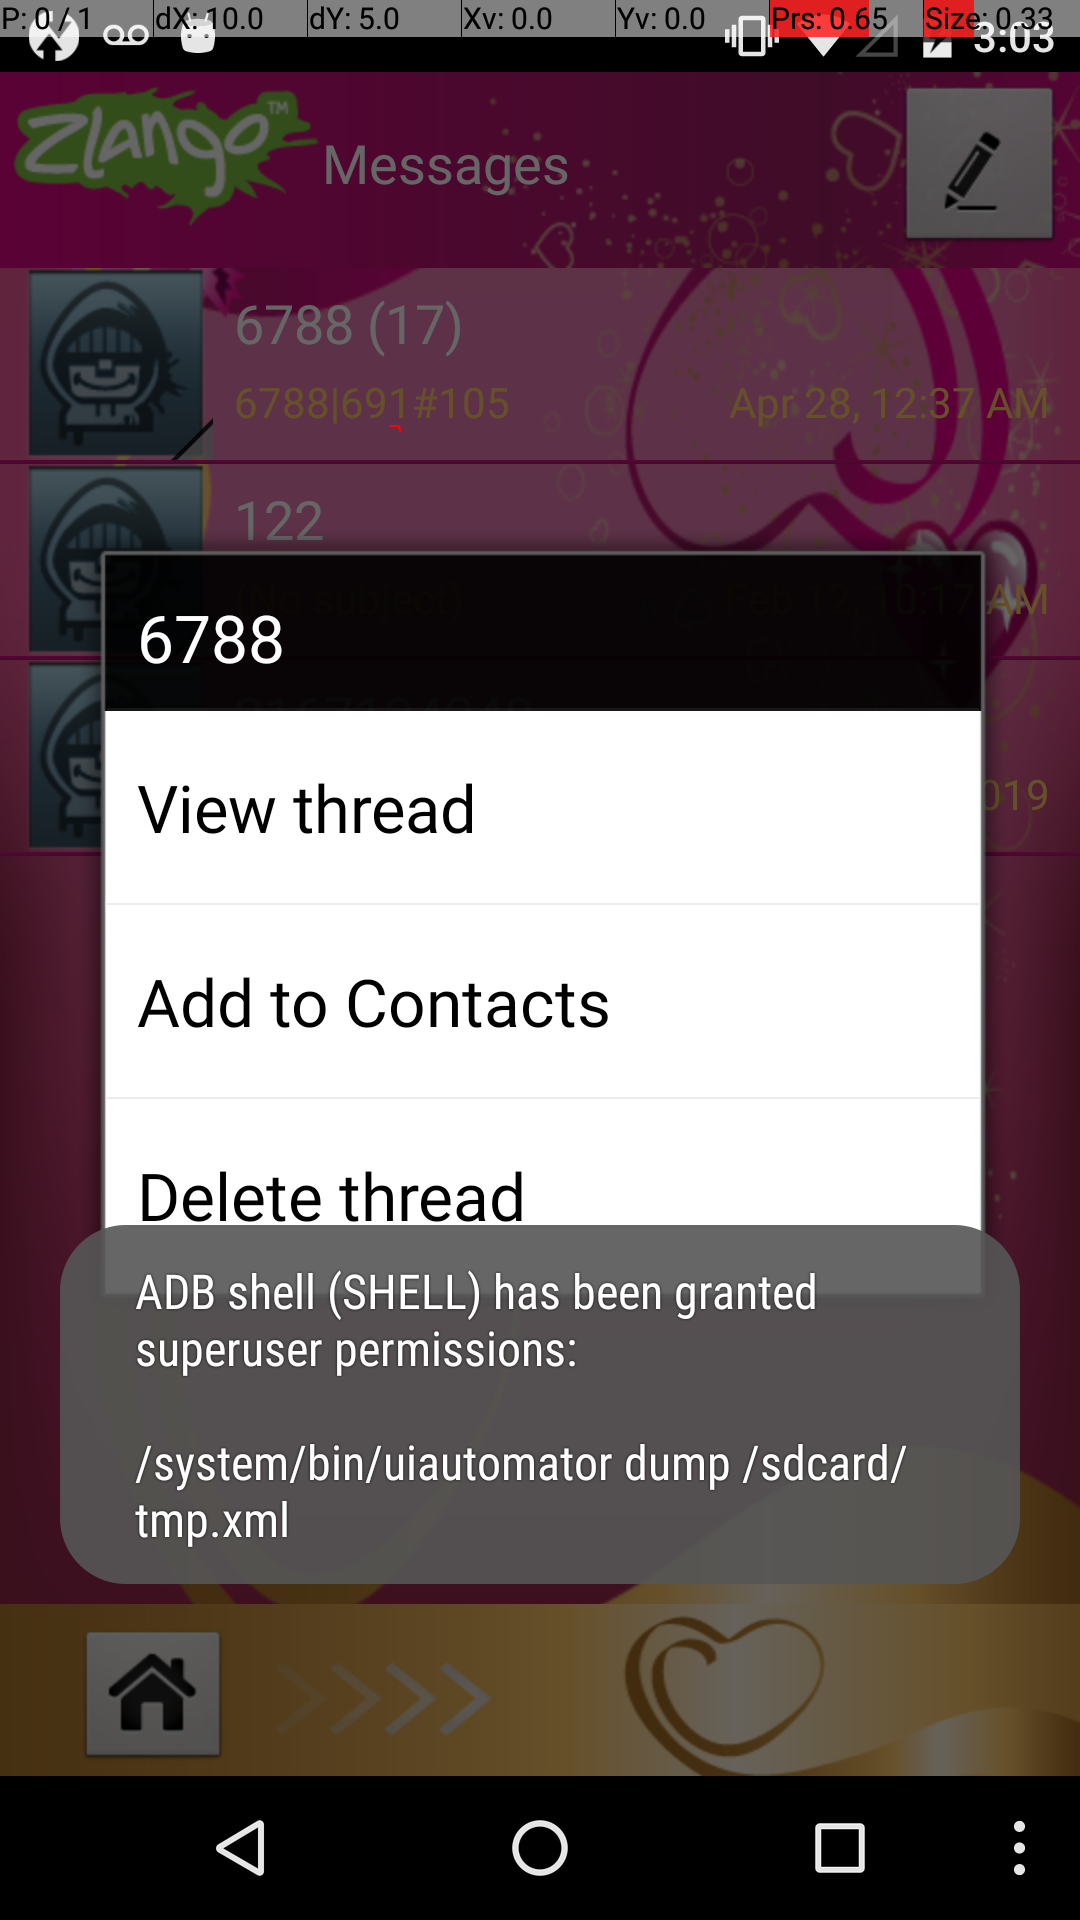 P: 0 / 1 dX: 10.0 dY: 5.0 Xv: 0.0 Yv: 0.0 Prs: 0.65 Size: 0.33
3:03
Zlango™ Messages
6788 (17)
6788|691#105 Apr 28, 12:37 AM
122
(No subject) Feb 12, 10:17 AM
6788
019
View thread
Add to Contacts
Delete thread
ADB shell (SHELL) has been granted
superuser permissions:
/system/bin/uiautomator dump /sdcard/
tmp.xml